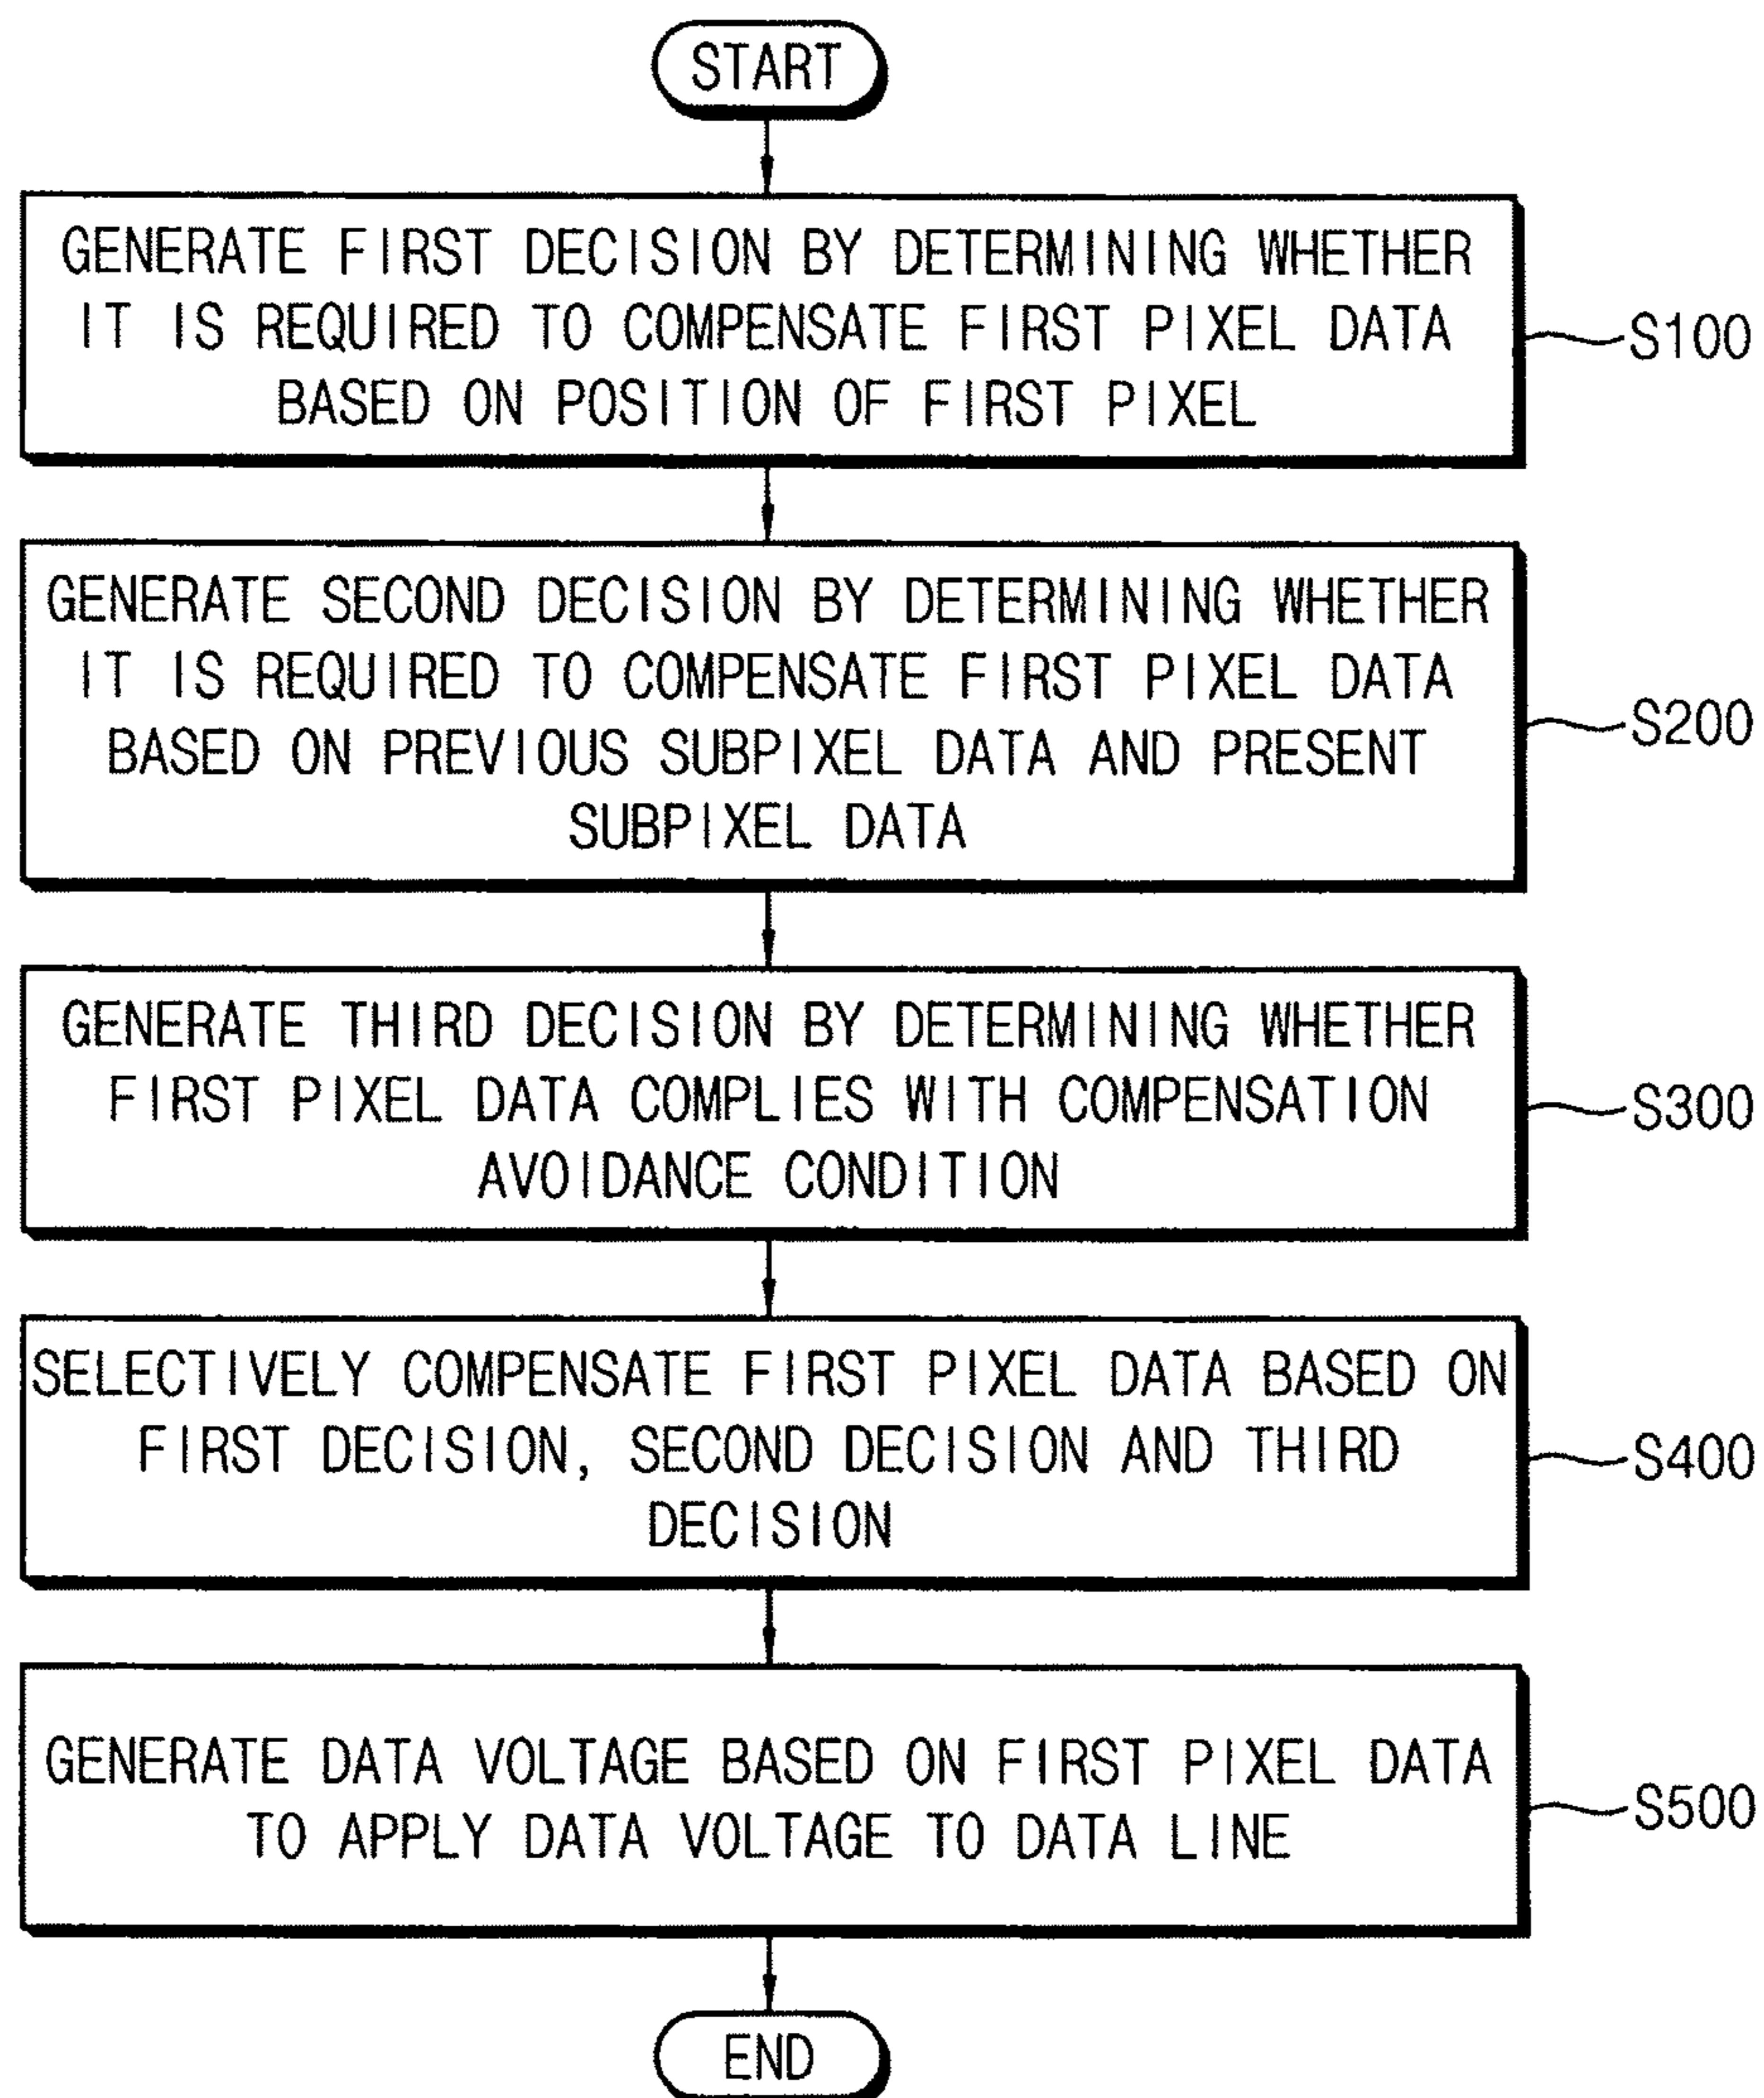 START
GENERATE FIRST DECISION BY DETERMINING WHETHER
IT IS REQUIRED TO COMPENSATE FIRST PIXEL DATA
BASED ON POSITION OF FIRST PIXEL
S100
GENERATE SECOND DECISION BY DETERMINING WHETHER
IT IS REQUIRED TO COMPENSATE FIRST PIXEL DATA
BASED ON PREVIOUS SUBPIXEL DATA AND PRESENT
SUBPIXEL DATA
S200
GENERATE THIRD DECISION BY DETERMINING WHETHER
FIRST PIXEL DATA COMPLIES WITH COMPENSATION
AVOIDANCE CONDITION
S300
SELECTIVELY COMPENSATE FIRST PIXEL DATA BASED ON
FIRST DECISION, SECOND DECISION AND THIRD
DECISION
S400
GENERATE DATA VOLTAGE BASED ON FIRST PIXEL DATA
TO APPLY DATA VOLTAGE TO DATA LINE
S500
END